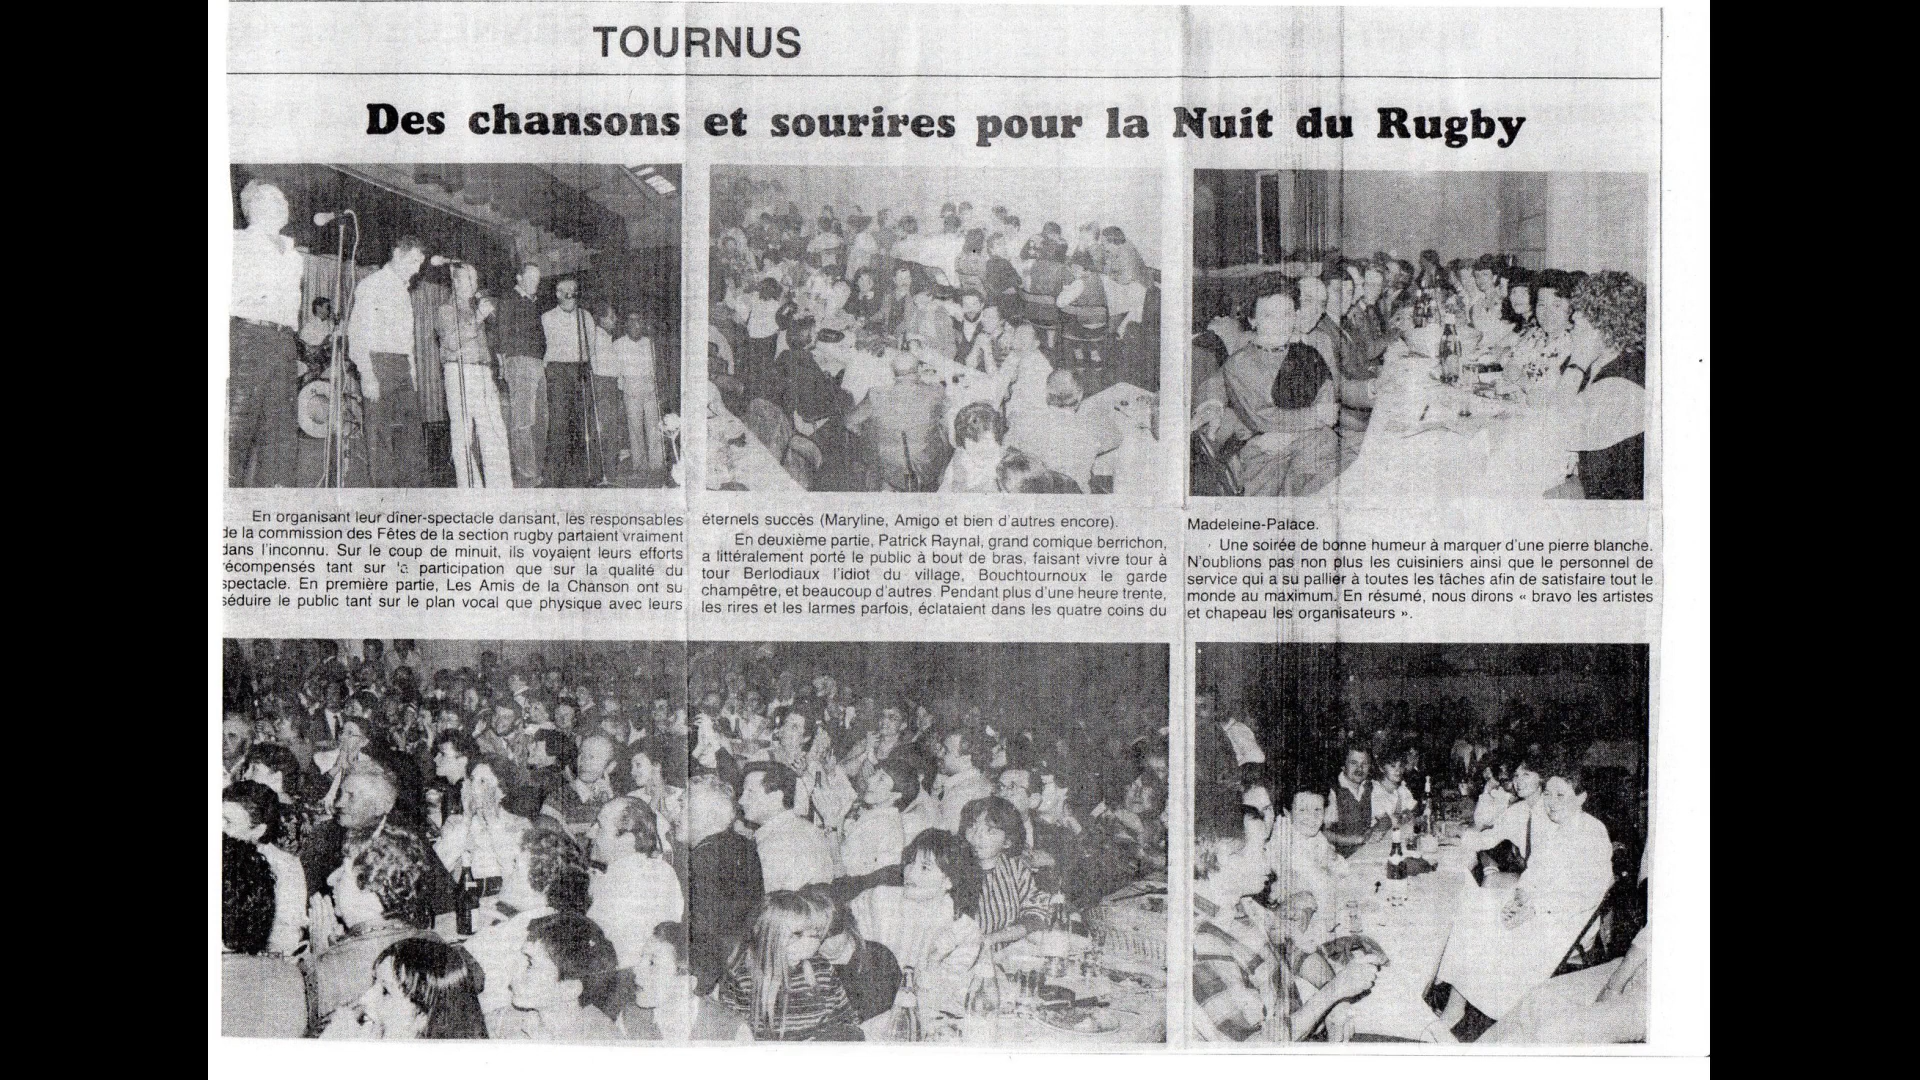 TOURNUS
Des chansons et sourires pour la Nuit du Rugby
En organisant leur dîner-spectacle dansant, les responsables
de la commission des Fêtes de la section rugby partaient vraiment
dans l'inconnu. Sur le coup de minuit, ils voyaient leurs efforts
récompensés tant sur la participation que sur la qualité du
spectacle. En première partie, Les Amis de la Chanson ont su
séduire le public tant sur le plan vocal que physique avec leurs
éternels succès (Maryline, Amigo et bien d'autres encore).
En deuxième partie, Patrick Raynal, grand comique berrichon,
a littéralement porté le public à bout de bras, faisant vivre tour à
tour Berlodiaux l'idiot du village, Bouchtournoux le garde
champêtre, et beaucoup d'autres. Pendant plus d'une heure trente,
les rires et les larmes parfois, éclataient dans les quatre coins du
Madeleine-Palace.
Une soirée de bonne humeur à marquer d'une pierre blanche.
N'oublions pas non plus les cuisiniers ainsi que le personnel de
service qui a su pallier à toutes les tâches afin de satisfaire tout le
monde au maximum. En résumé, nous dirons « bravo les artistes
et chapeau les organisateurs ».